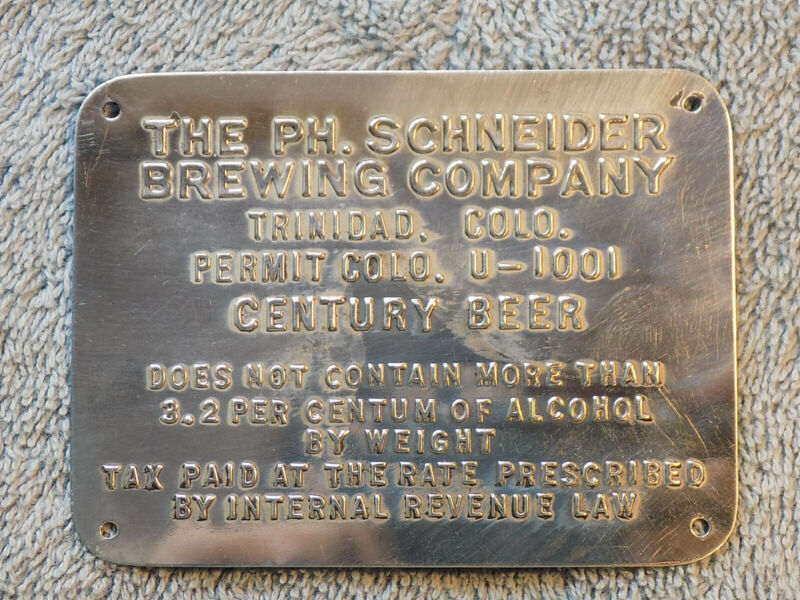 THE PH. SCHNEIDER
BREWING COMPANY
TRINIDAD, COLO.
PERMIT COLO. U-1001
CENTURY BEER
DOES NOT CONTAIN MORE THAN
3.2 PER CENTUM OF ALCOHOL
BY WEIGHT
TAX PAID AT THE RATE PRESCRIBED
BY INTERNAL REVENUE LAW